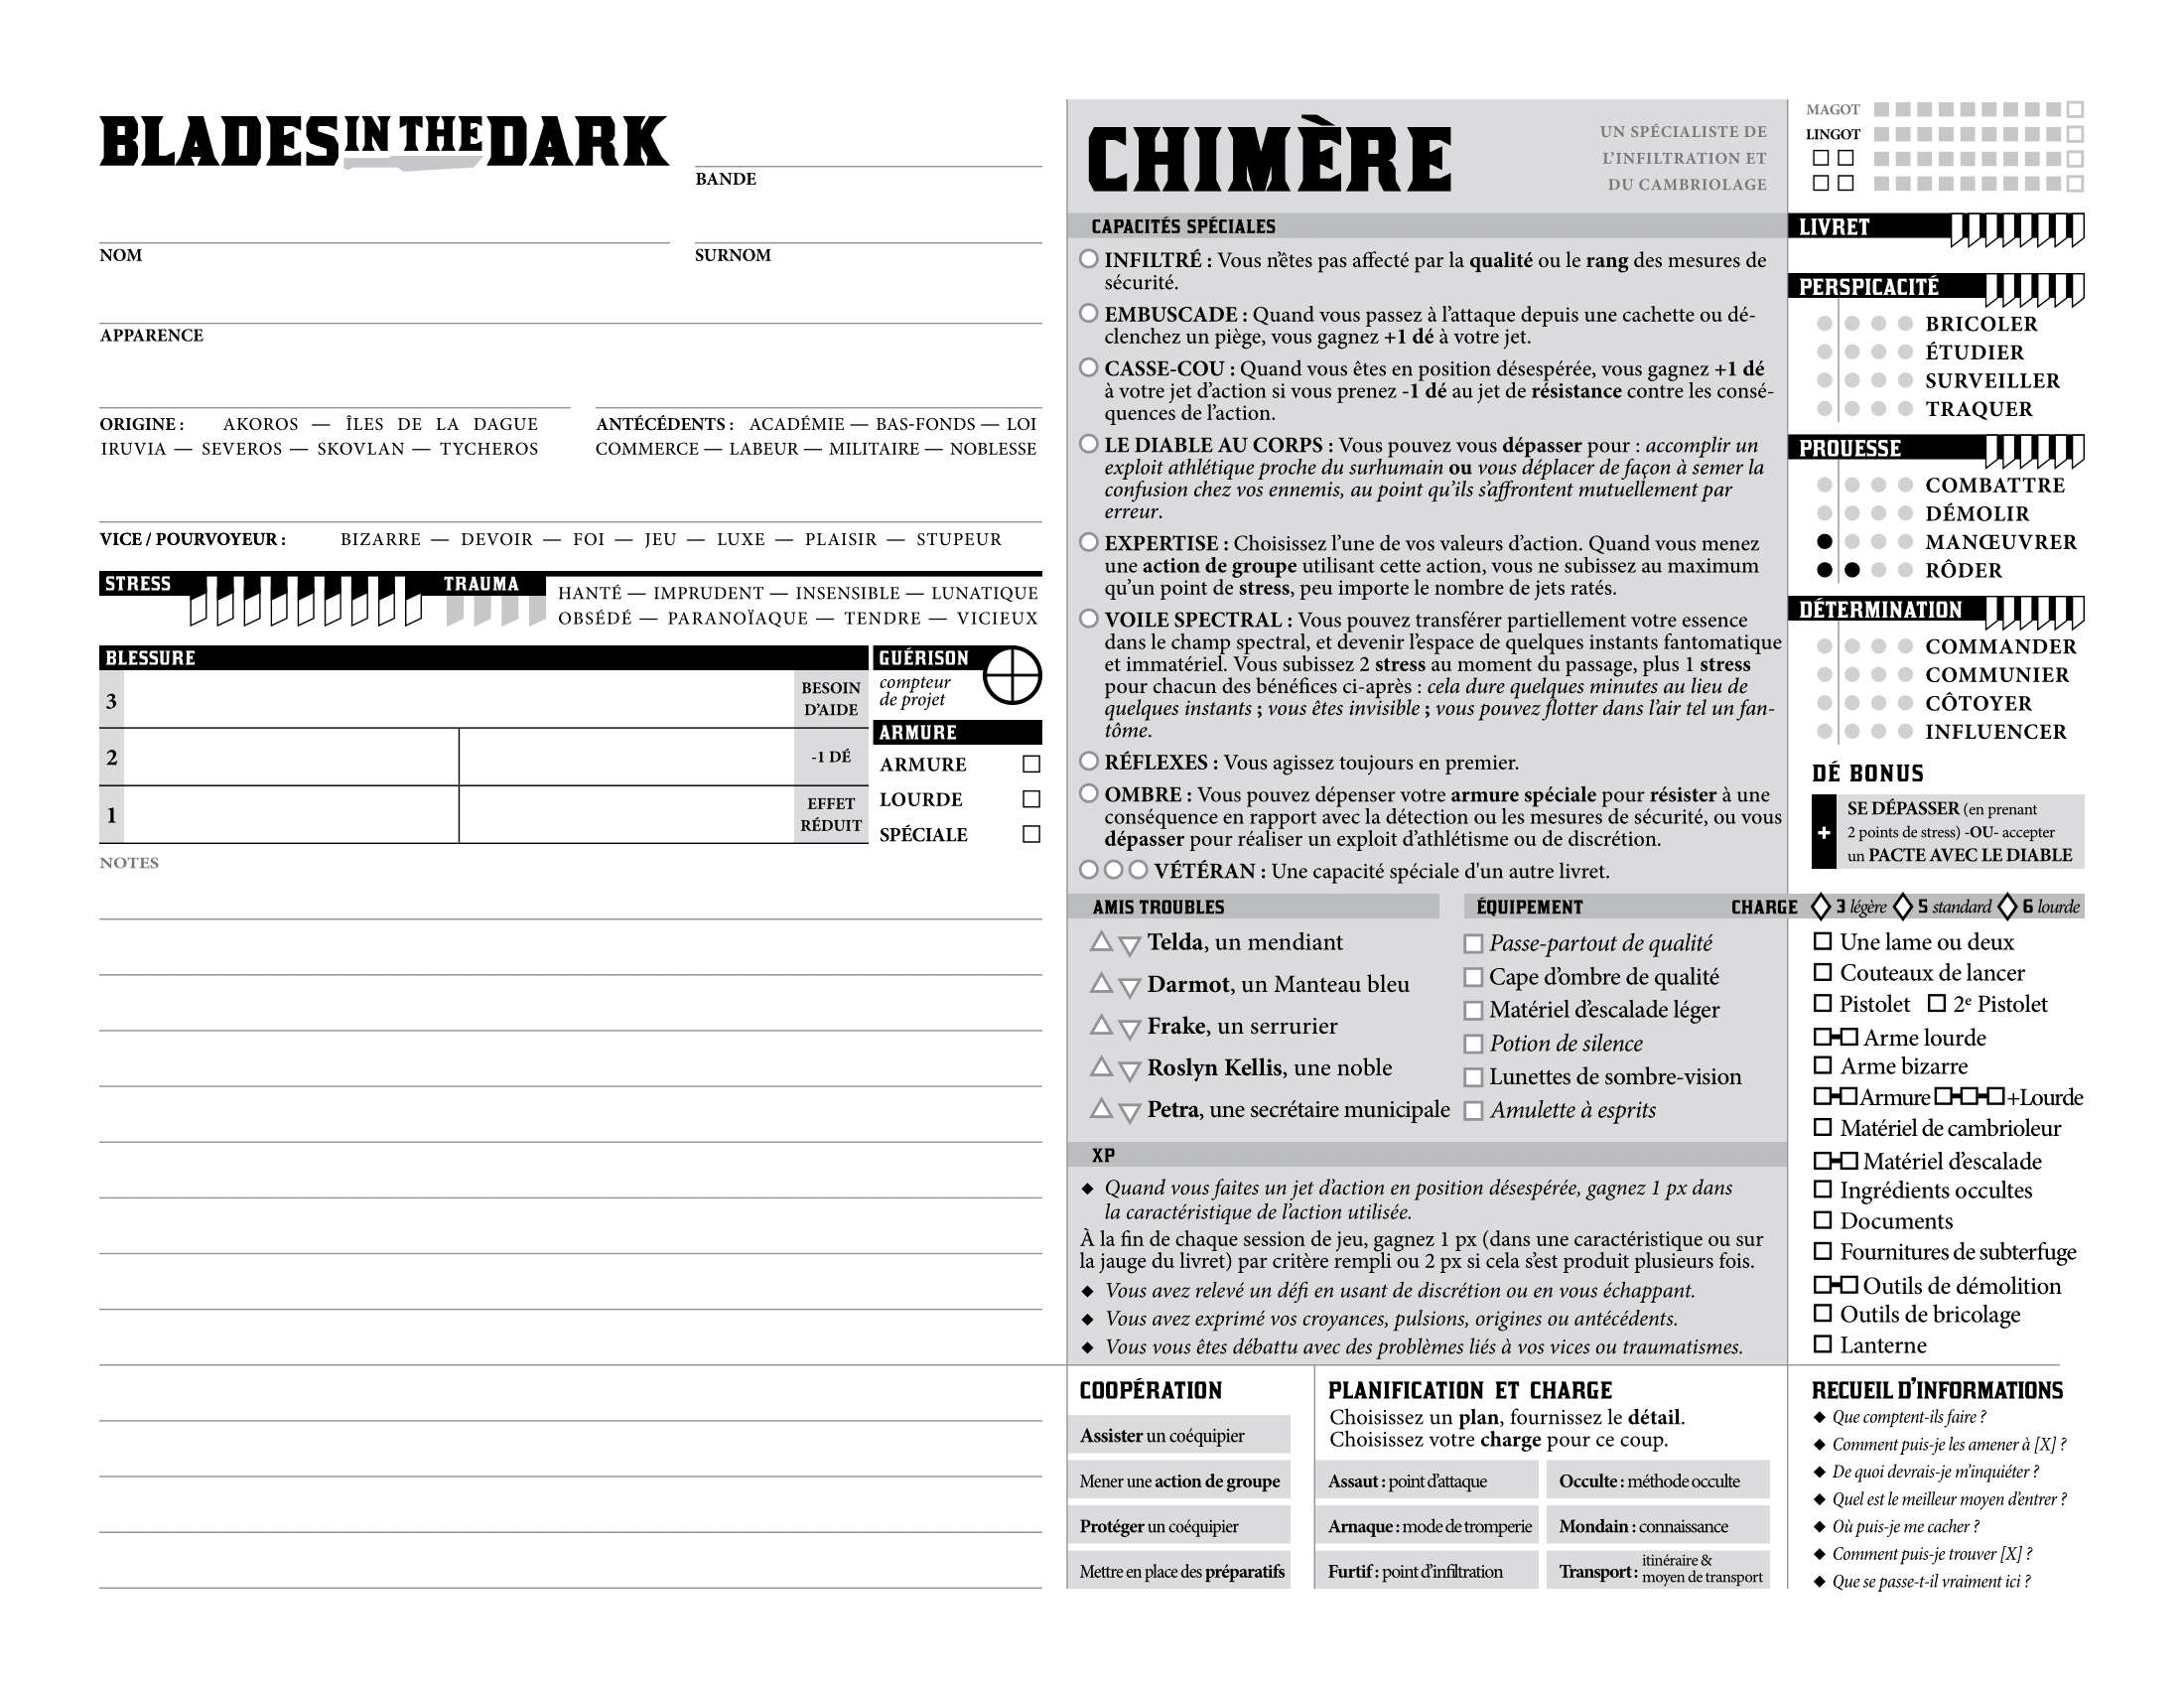 BLADES IN THE DARK
BANDE
NOM
SURNOM
APPARENCE
ORIGINE : AKOROS — ÎLES DE LA DAGUE
IRUVIA — SEVEROS — SKOVLAN — TYCHEROS
ANTÉCÉDENTS : ACADÉMIE — BAS-FONDS — LOI
COMMERCE — LABEUR — MILITAIRE — NOBLESSE
VICE / POURVOYEUR : BIZARRE — DEVOIR — FOI — JEU — LUXE — PLAISIR — STUPEUR
STRESS
TRAUMA
HANTÉ — IMPRUDENT — INSENSIBLE — LUNATIQUE
OBSÉDÉ — PARANOÏAQUE — TENDRE — VICIEUX
BLESSURE
3
BESOIN
D'AIDE
2
-1 DÉ
1
EFFET
RÉDUIT
GUÉRISON
compteur
de projet
ARMURE
ARMURE
LOURDE
SPÉCIALE
NOTES
CHIMÈRE
UN SPÉCIALISTE DE
L'INFILTRATION ET
DU CAMBRIOLAGE
CAPACITÉS SPÉCIALES
INFILTRÉ : Vous n'êtes pas affecté par la qualité ou le rang des mesures de
sécurité.
EMBUSCADE : Quand vous passez à l'attaque depuis une cachette ou dé-
clenchez un piège, vous gagnez +1 dé à votre jet.
CASSE-COU : Quand vous êtes en position désespérée, vous gagnez +1 dé
à votre jet d'action si vous prenez -1 dé au jet de résistance contre les consé-
quences de l'action.
LE DIABLE AU CORPS : Vous pouvez vous dépasser pour : accomplir un
exploit athlétique proche du surhumain ou vous déplacer de façon à semer la
confusion chez vos ennemis, au point qu'ils s'affrontent mutuellement par
erreur.
EXPERTISE : Choisissez l'une de vos valeurs d'action. Quand vous menez
une action de groupe utilisant cette action, vous ne subissez au maximum
qu'un point de stress, peu importe le nombre de jets ratés.
VOILE SPECTRAL : Vous pouvez transférer partiellement votre essence
dans le champ spectral, et devenir l'espace de quelques instants fantomatique
et immatériel. Vous subissez 2 stress au moment du passage, plus 1 stress
pour chacun des bénéfices ci-après : cela dure quelques minutes au lieu de
quelques instants ; vous êtes invisible ; vous pouvez flotter dans l'air tel un fan-
tôme.
RÉFLEXES : Vous agissez toujours en premier.
OMBRE : Vous pouvez dépenser votre armure spéciale pour résister à une
conséquence en rapport avec la détection ou les mesures de sécurité, ou vous
dépasser pour réaliser un exploit d'athlétisme ou de discrétion.
VÉTÉRAN : Une capacité spéciale d'un autre livret.
AMIS TROUBLES
Telda, un mendiant
Darmot, un Manteau bleu
Frake, un serrurier
Roslyn Kellis, une noble
Petra, une secrétaire municipale
ÉQUIPEMENT
CHARGE 3 légère 5 standard 6 lourde
Passe-partout de qualité
Cape d'ombre de qualité
Matériel d'escalade léger
Potion de silence
Lunettes de sombre-vision
Amulette à esprits
XP
◆ Quand vous faites un jet d'action en position désespérée, gagnez 1 px dans
la caractéristique de l'action utilisée.
À la fin de chaque session de jeu, gagnez 1 px (dans une caractéristique ou sur
la jauge du livret) par critère rempli ou 2 px si cela s'est produit plusieurs fois.
◆ Vous avez relevé un défi en usant de discrétion ou en vous échappant.
◆ Vous avez exprimé vos croyances, pulsions, origines ou antécédents.
◆ Vous vous êtes débattu avec des problèmes liés à vos vices ou traumatismes.
COOPÉRATION
Assister un coéquipier
Mener une action de groupe
Protéger un coéquipier
Mettre en place des préparatifs
PLANIFICATION ET CHARGE
Choisissez un plan, fournissez le détail.
Choisissez votre charge pour ce coup.
Assaut : point d'attaque
Occulte : méthode occulte
Arnaque : mode de tromperie
Mondain : connaissance
Furtif : point d'infiltration
Transport : itinéraire &
moyen de transport
MAGOT
LINGOT
LIVRET
PERSPICACITÉ
BRICOLER
ÉTUDIER
SURVEILLER
TRAQUER
PROUESSE
COMBATTRE
DÉMOLIR
MANŒUVRER
RÔDER
DÉTERMINATION
COMMANDER
COMMUNIER
CÔTOYER
INFLUENCER
DÉ BONUS
+
SE DÉPASSER (en prenant
2 points de stress) -OU- accepter
un PACTE AVEC LE DIABLE
Une lame ou deux
Couteaux de lancer
Pistolet 2e Pistolet
Arme lourde
Arme bizarre
Armure +Lourde
Matériel de cambrioleur
Matériel d'escalade
Ingrédients occultes
Documents
Fournitures de subterfuge
Outils de démolition
Outils de bricolage
Lanterne
RECUEIL D'INFORMATIONS
◆ Que comptent-ils faire ?
◆ Comment puis-je les amener à [X] ?
◆ De quoi devrais-je m'inquiéter ?
◆ Quel est le meilleur moyen d'entrer ?
◆ Où puis-je me cacher ?
◆ Comment puis-je trouver [X] ?
◆ Que se passe-t-il vraiment ici ?